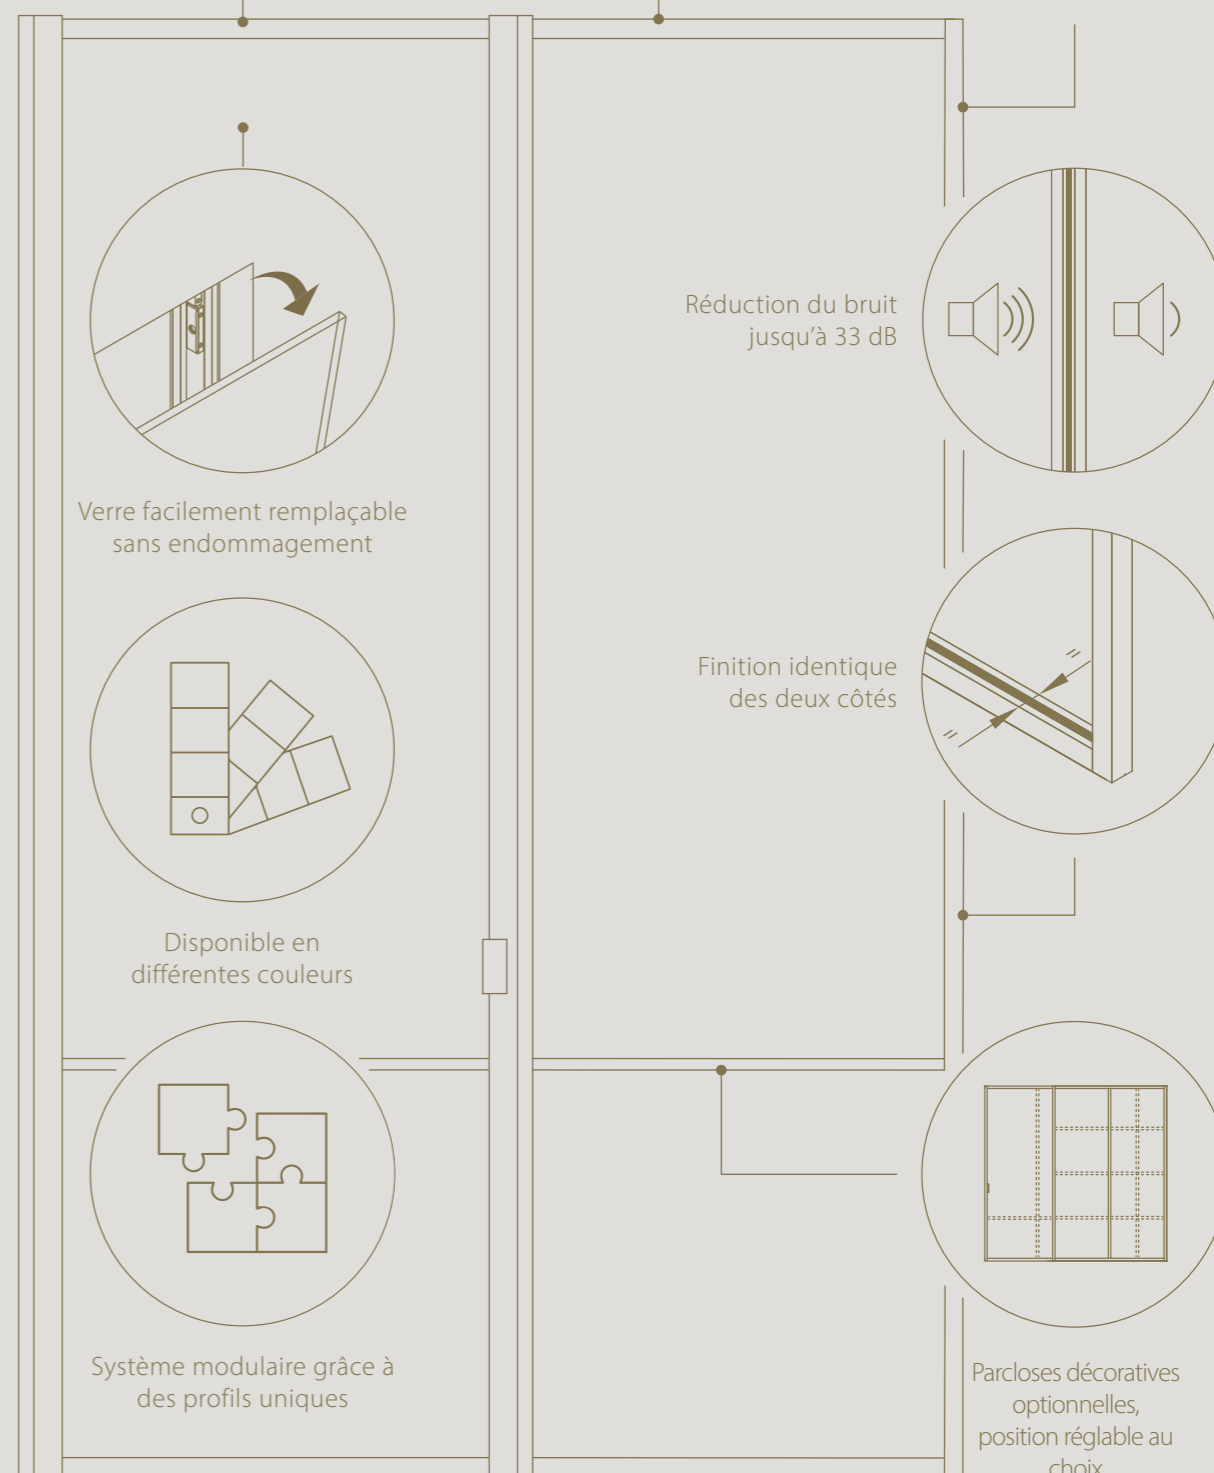 Réduction du bruit
jusqu'à 33 dB
Verre facilement remplaçable
sans endommagement
Finition identique
des deux côtés
Disponible en
différentes couleurs
Système modulaire grâce à
des profils uniques
Parcloses décoratives
optionnelles,
position réglable au
choix